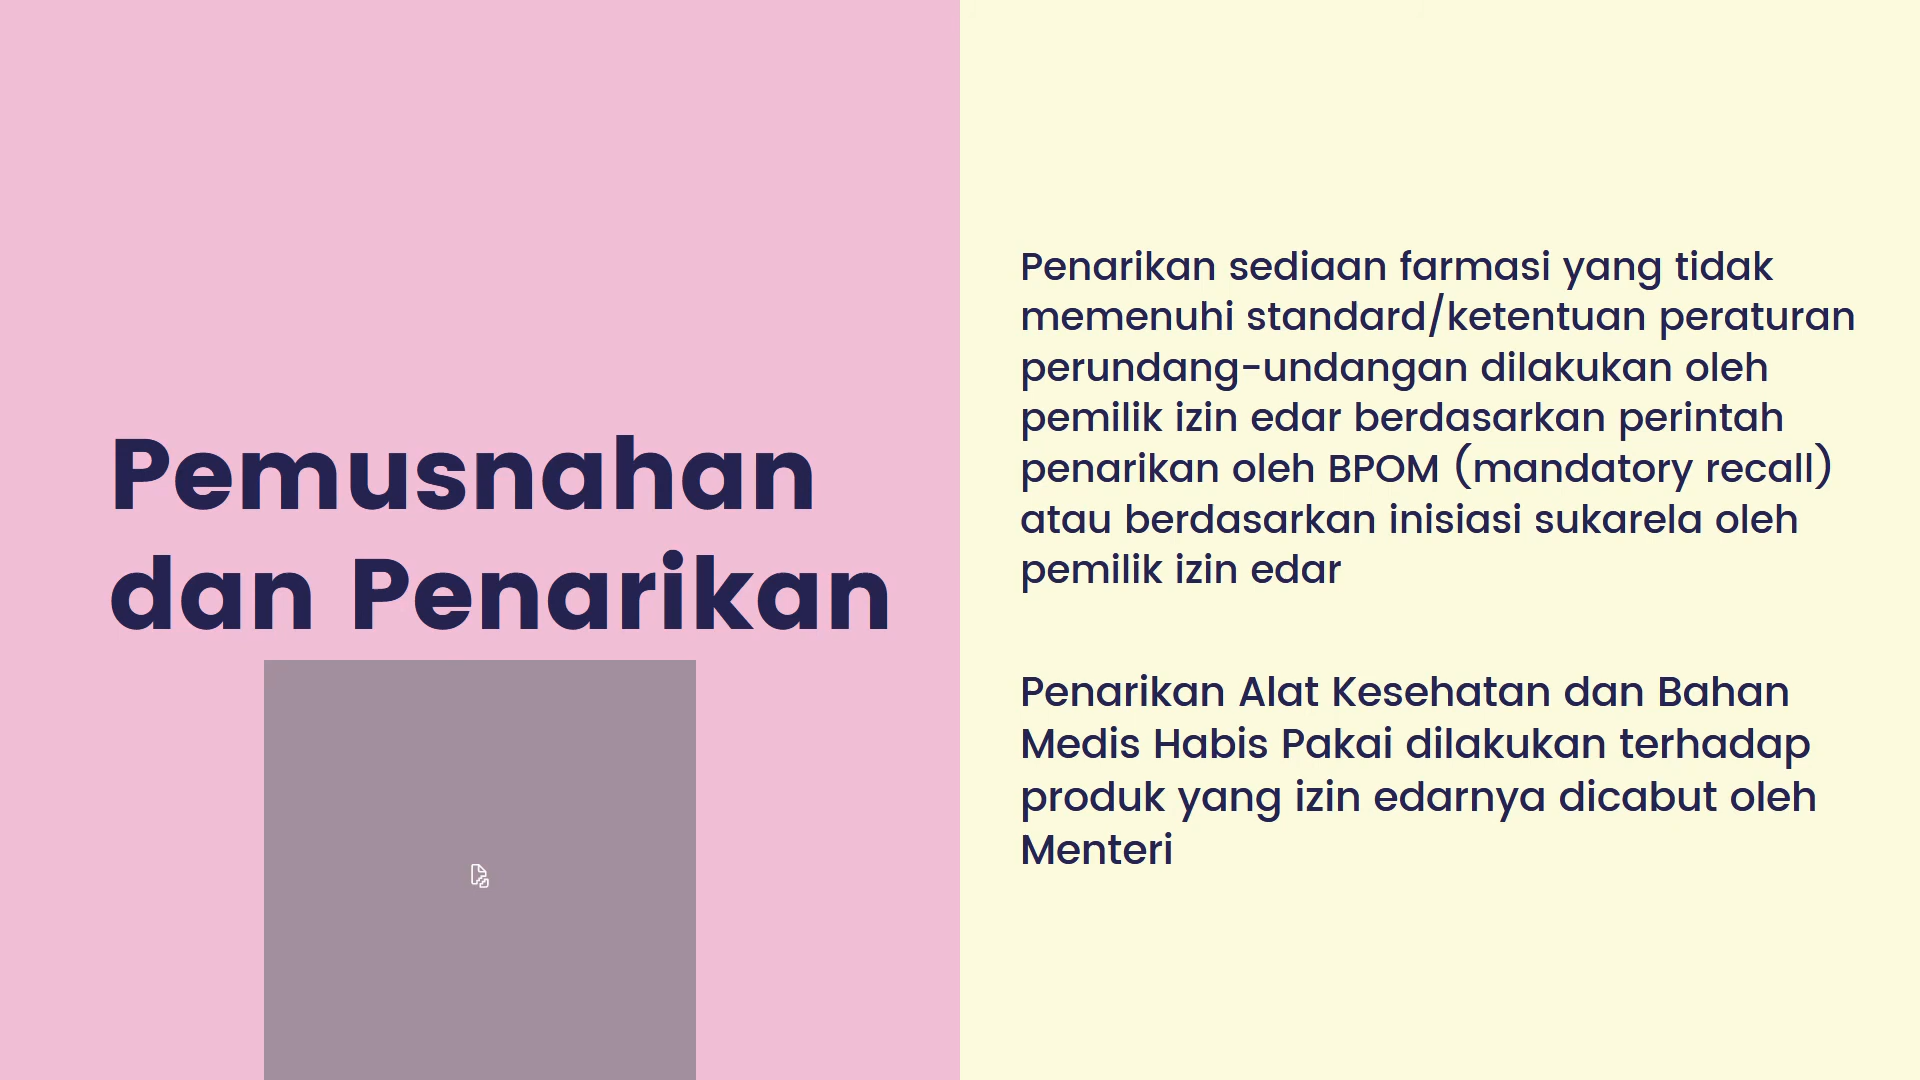 Pemusnahan
dan Penarikan
Penarikan sediaan farmasi yang tidak
memenuhi standard/ketentuan peraturan
perundang-undangan dilakukan oleh
pemilik izin edar berdasarkan perintah
penarikan oleh BPOM (mandatory recall)
atau berdasarkan inisiasi sukarela oleh
pemilik izin edar
Penarikan Alat Kesehatan dan Bahan
Medis Habis Pakai dilakukan terhadap
produk yang izin edarnya dicabut oleh
Menteri